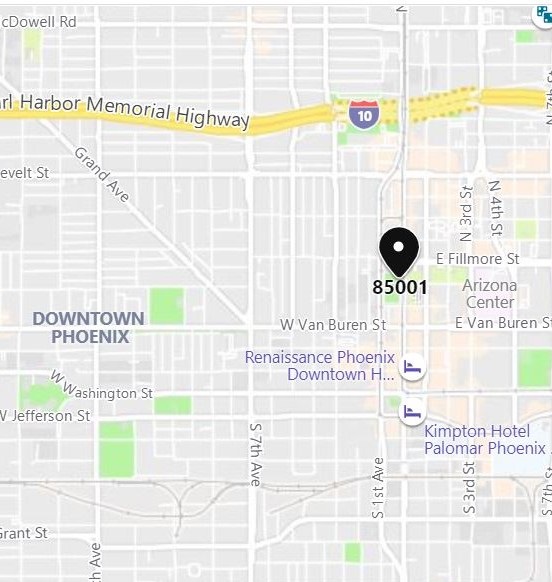 cDowell Rd
N
rl Harbor Memorial Highway
10
N 7th S
evelt St
Grand Ave
N 3rd St
N 4th St
E Fillmore St
85001
Arizona
Center
DOWNTOWN
PHOENIX
W Van Buren St
E Van Buren St
Renaissance Phoenix
Downtown H...
W Washington St
W Jefferson St
Kimpton Hotel
Palomar Phoenix ...
S 7th Ave
S 1st Ave
S 3rd St
S 7th
Grant St
h Ave